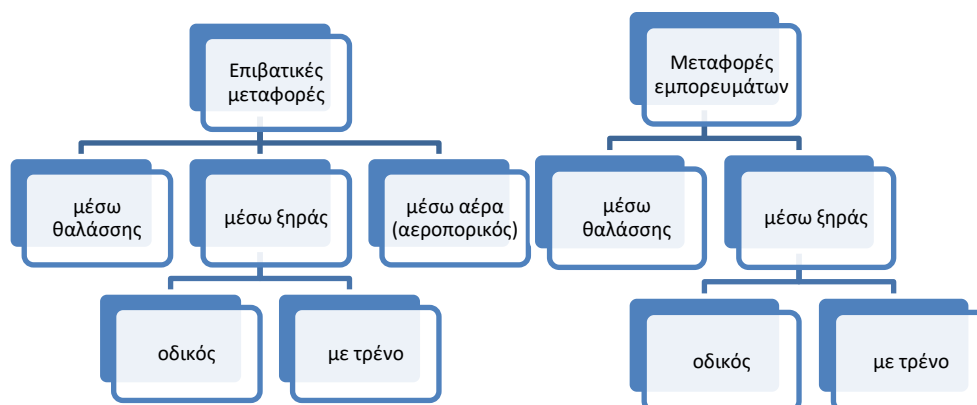 Επιβατικές
μεταφορές
Μεταφορές
εμπορευμάτων
μέσω
θαλάσσης
μέσω ξηράς
μέσω αέρα
(αεροπορικός)
μέσω
θαλάσσης
μέσω ξηράς
οδικός
με τρένο
οδικός
με τρένο